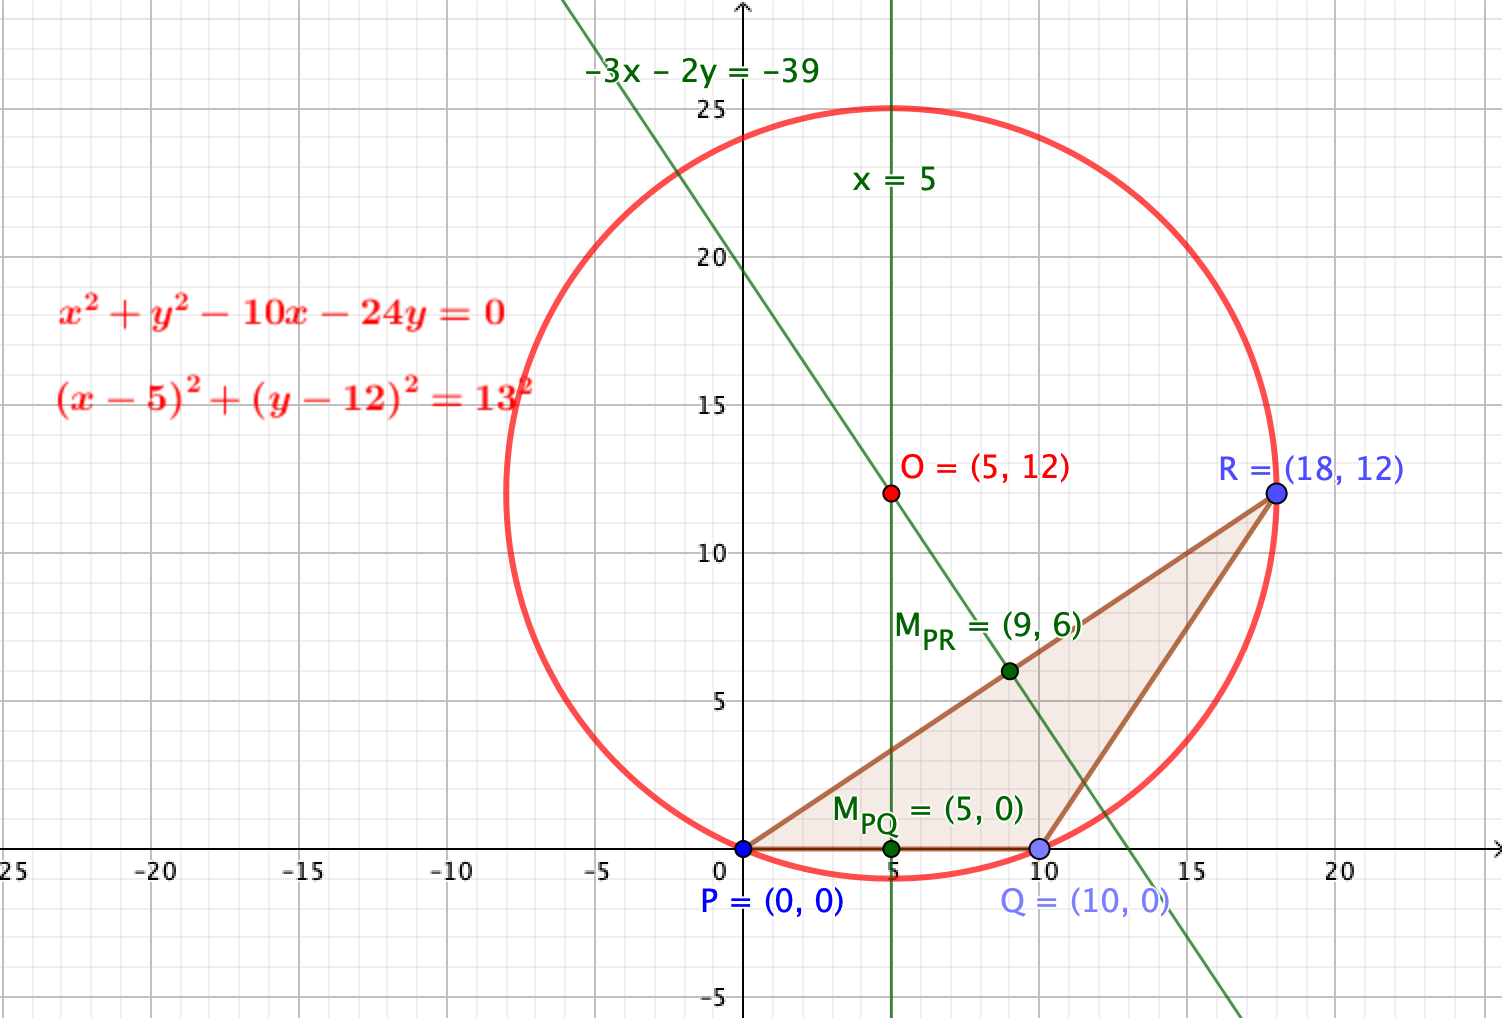 -3x - 2y = -39
25
x = 5
20
x² + y² − 10x − 24y = 0
(x − 5)² + (y − 12)² = 13²
15
O = (5, 12)
R = (18, 12)
10
M_PR = (9, 6)
5
M_PQ = (5, 0)
25 -20 -15 -10 -5 0 5 10 15 20
P = (0, 0) Q = (10, 0)
-5